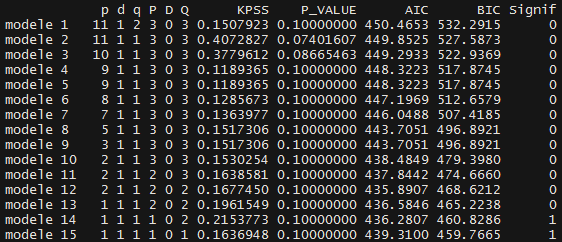 p d q P D Q KPSS P_VALUE AIC BIC Signif
modele 1 11 1 2 3 0 3 0.1507923 0.10000000 450.4653 532.2915 0
modele 2 11 1 1 3 0 3 0.4072827 0.07401607 449.8525 527.5873 0
modele 3 10 1 1 3 0 3 0.3779612 0.08665463 449.2933 522.9369 0
modele 4 9 1 1 3 0 3 0.1189365 0.10000000 448.3223 517.8745 0
modele 5 9 1 1 3 0 3 0.1189365 0.10000000 448.3223 517.8745 0
modele 6 8 1 1 3 0 3 0.1285673 0.10000000 447.1969 512.6579 0
modele 7 7 1 1 3 0 3 0.1363977 0.10000000 446.0488 507.4185 0
modele 8 5 1 1 3 0 3 0.1517306 0.10000000 443.7051 496.8921 0
modele 9 3 1 1 3 0 3 0.1517306 0.10000000 443.7051 496.8921 0
modele 10 2 1 1 3 0 3 0.1530254 0.10000000 438.4849 479.3980 0
modele 11 2 1 1 2 0 3 0.1638581 0.10000000 437.8442 474.6660 0
modele 12 2 1 1 2 0 2 0.1677450 0.10000000 435.8907 468.6212 0
modele 13 1 1 1 2 0 2 0.1961549 0.10000000 436.5846 465.2238 0
modele 14 1 1 1 1 0 2 0.2153773 0.10000000 436.2807 460.8286 1
modele 15 1 1 1 1 0 1 0.1636948 0.10000000 439.3100 459.7665 1